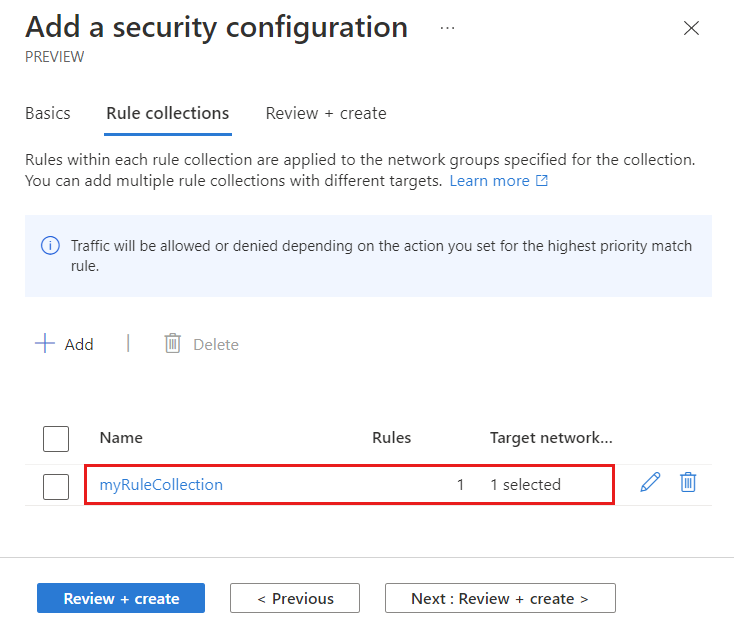 Add a security configuration ...
PREVIEW
Basics Rule collections Review + create
Rules within each rule collection are applied to the network groups specified for the collection.
You can add multiple rule collections with different targets. Learn more
Traffic will be allowed or denied depending on the action you set for the highest priority match
rule.
Add | Delete
Name Rules Target network...
myRuleCollection 1 1 selected
Review + create < Previous Next : Review + create >